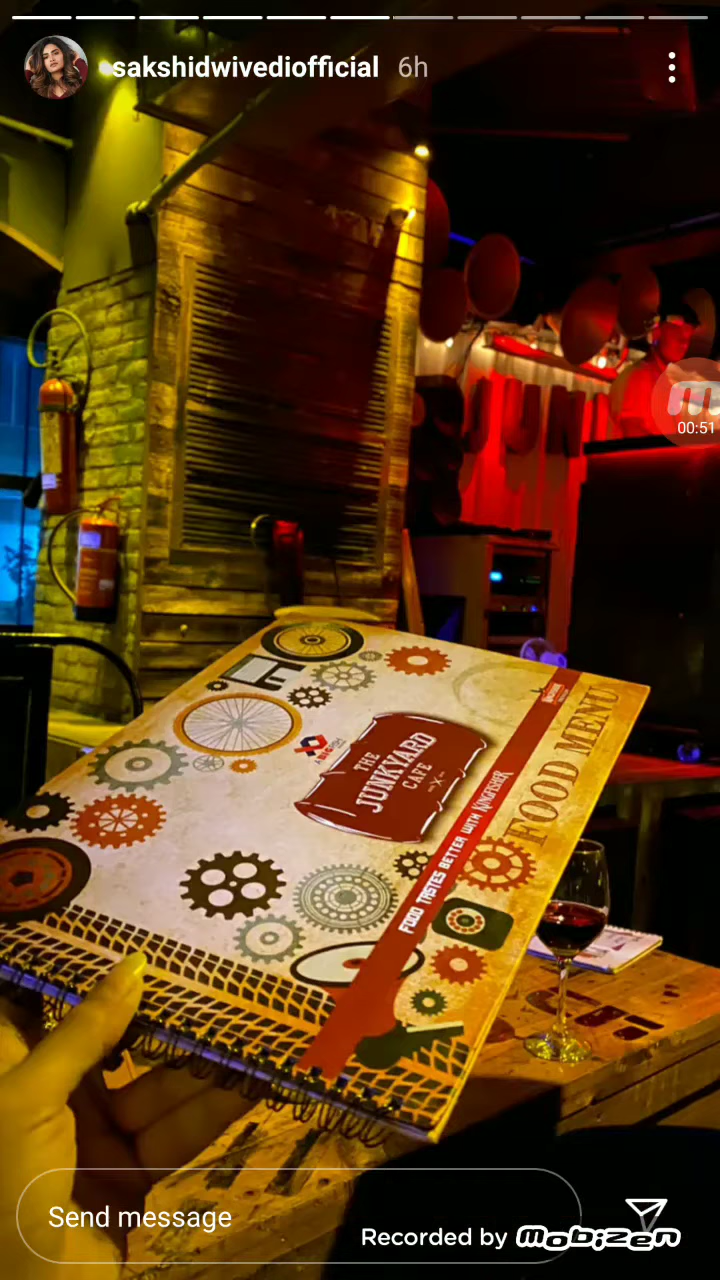 sakshidwivediofficial 6h
00:51
JUN
THE
JUNKYARD
CAFE
FOOD TASTES BETTER WITH KINGFISHER
FOOD MENU
Send message
Recorded by Mobizen